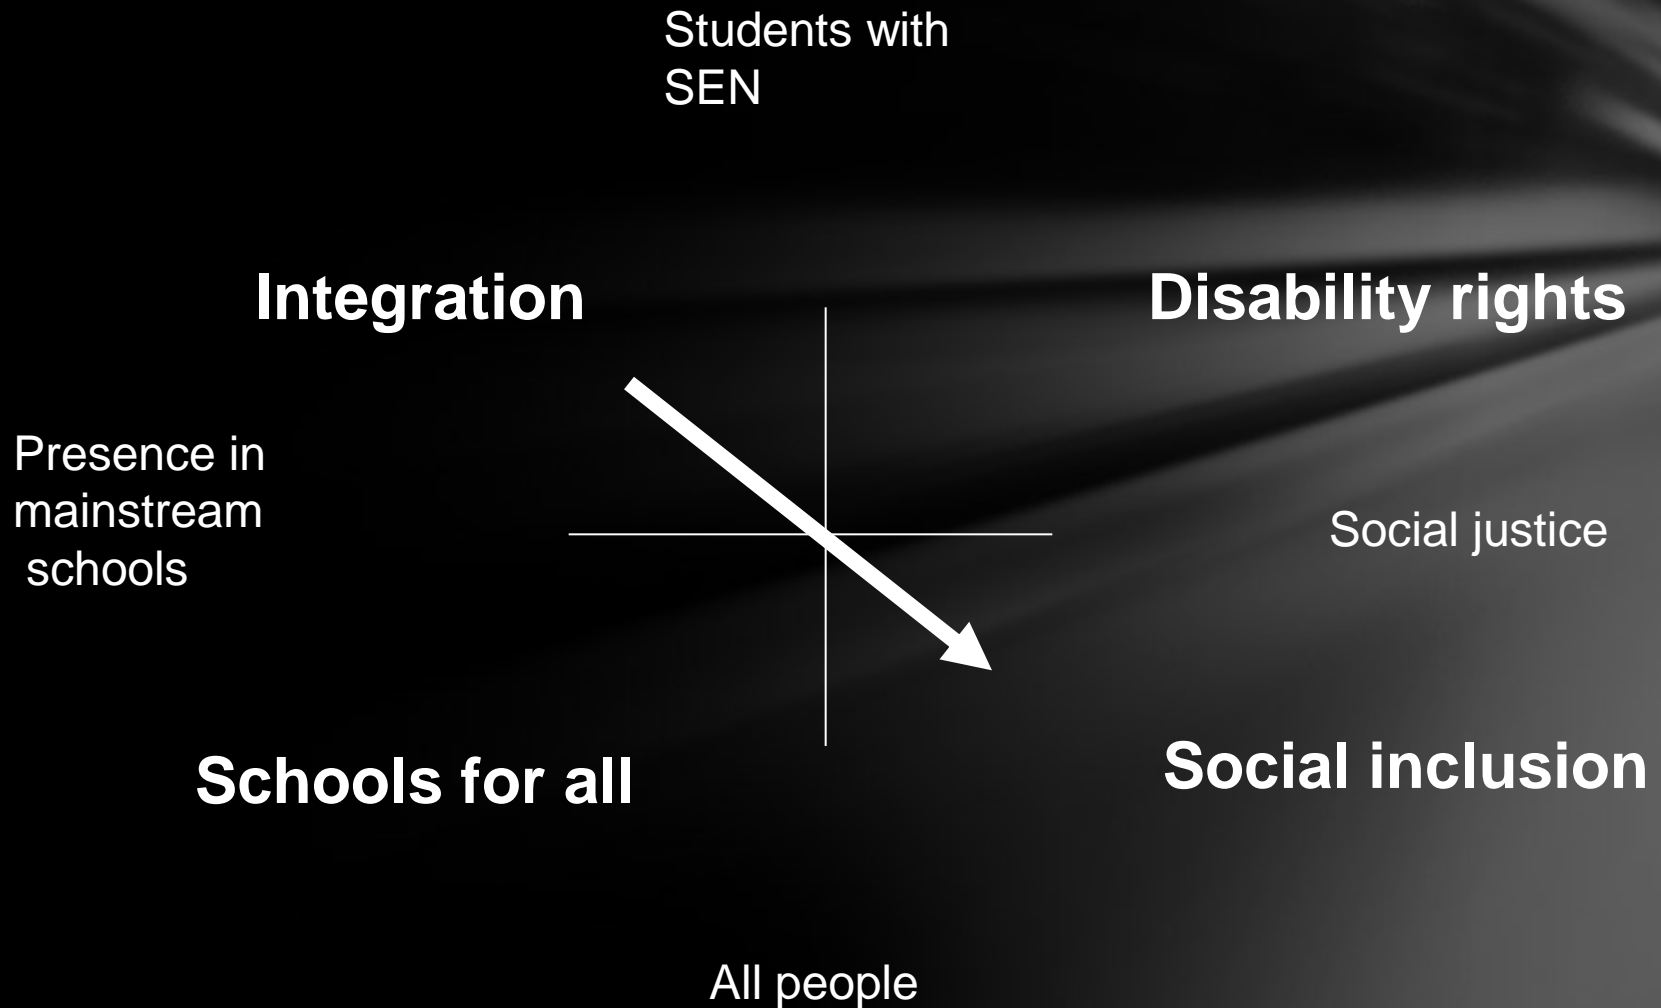 Students with
SEN
Integration
Disability rights
Presence in
mainstream
schools
Social justice
Schools for all
Social inclusion
All people